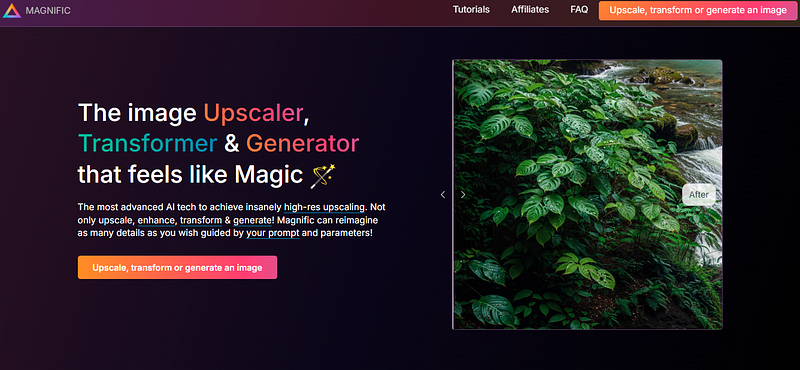 MAGNIFIC
Tutorials
Affiliates
FAQ
Upscale, transform or generate an image
The image Upscaler,
Transformer & Generator
that feels like Magic 🪄
The most advanced AI tech to achieve insanely high-res upscaling. Not
only upscale, enhance, transform & generate! Magnific can reimagine
as many details as you wish guided by your prompt and parameters!
Upscale, transform or generate an image
After